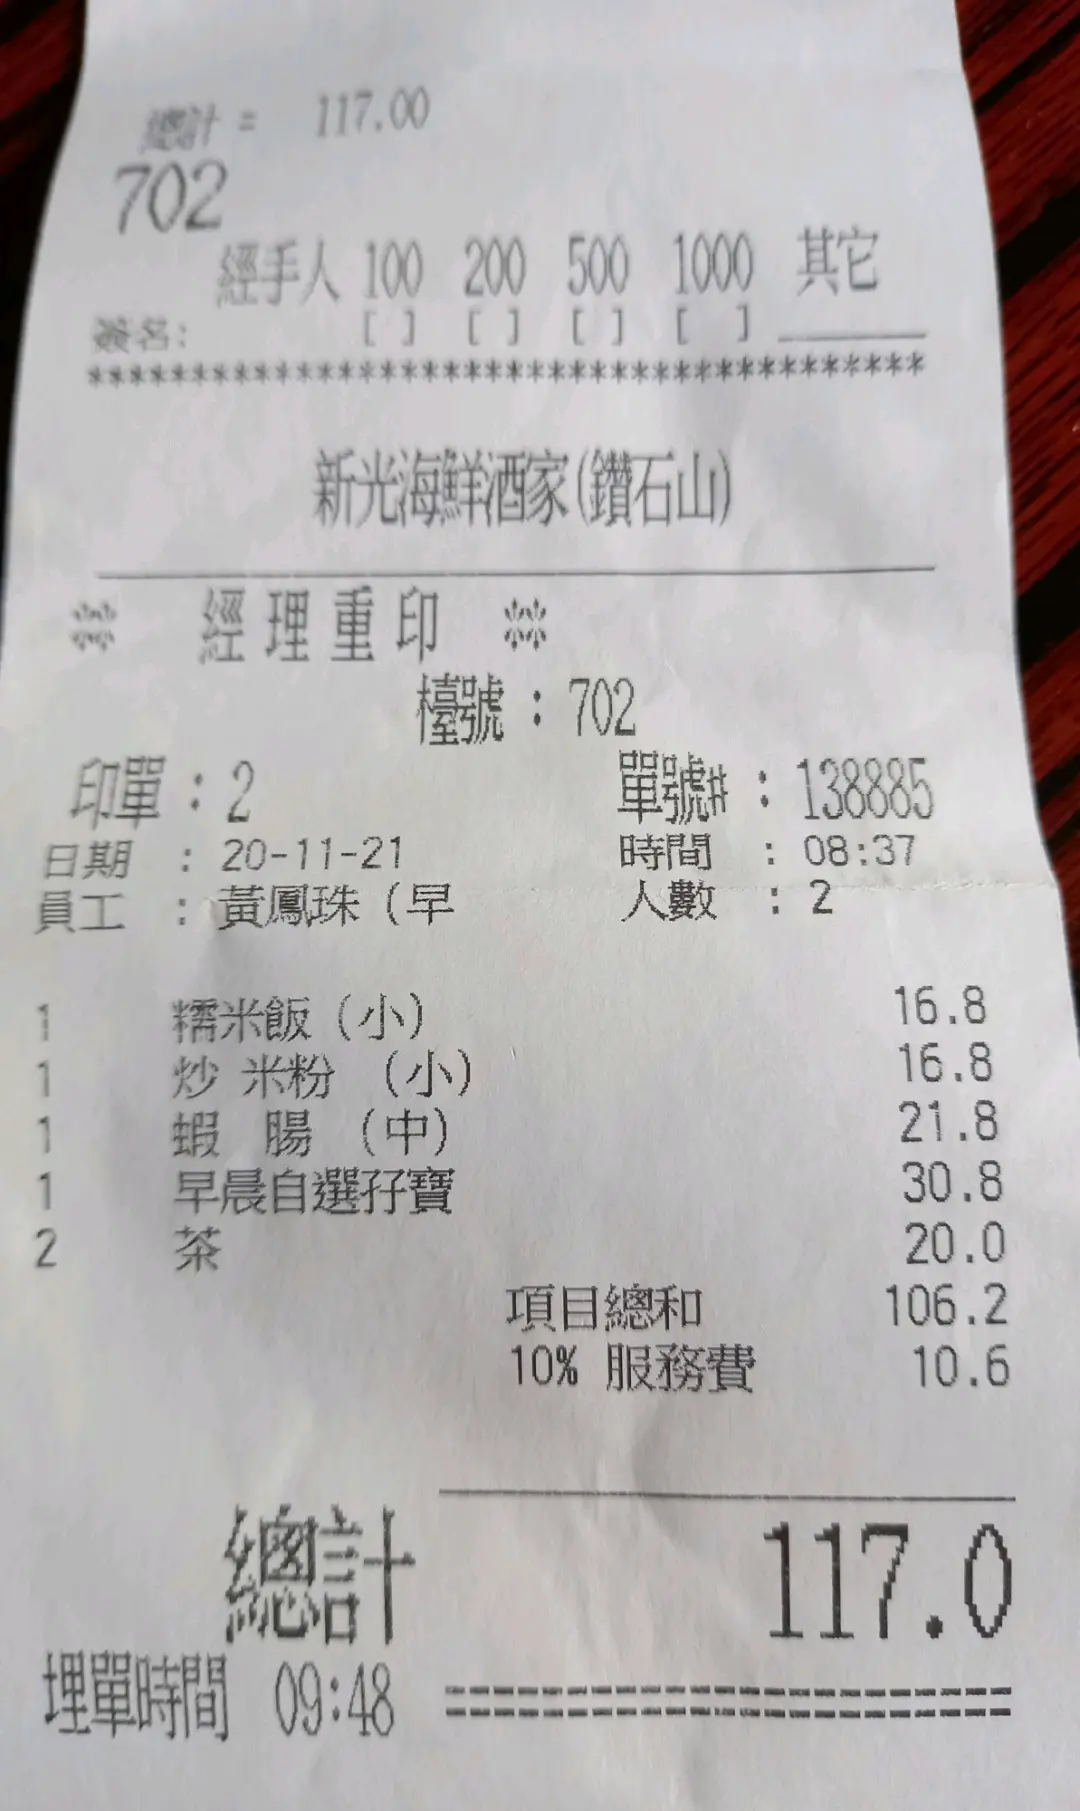 總計 = 117.00
702
經手人 100 200 500 1000 其它
簽名: [ ] [ ] [ ] [ ] ________
****************************************
新光海鮮酒家(鑽石山)
** 經理重印 **
檯號 : 702
印單 : 2 單號# : 138885
日期 : 20-11-21 時間 : 08:37
員工 : 黃鳳珠 (早 人數 : 2
1 糯米飯 (小) 16.8
1 炒 米粉 (小) 16.8
1 蝦 腸 (中) 21.8
1 早晨自選孖寶 30.8
2 茶 20.0
項目總和 106.2
10% 服務費 10.6
總計 117.0
埋單時間 09:48 =======================